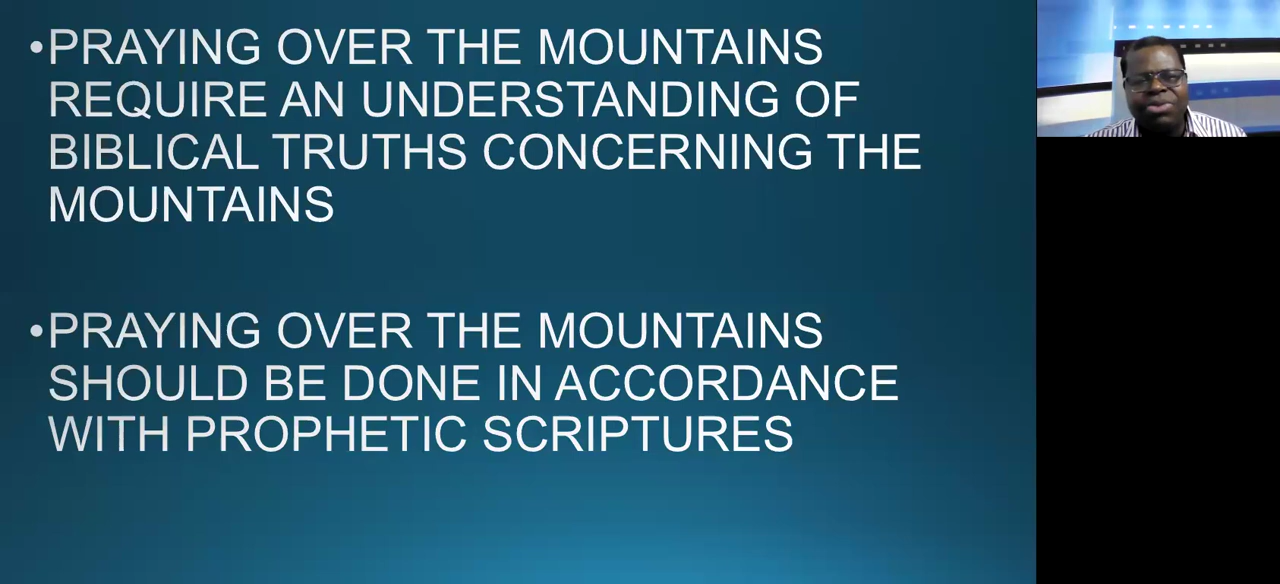 •PRAYING OVER THE MOUNTAINS
REQUIRE AN UNDERSTANDING OF
BIBLICAL TRUTHS CONCERNING THE
MOUNTAINS
•PRAYING OVER THE MOUNTAINS
SHOULD BE DONE IN ACCORDANCE
WITH PROPHETIC SCRIPTURES